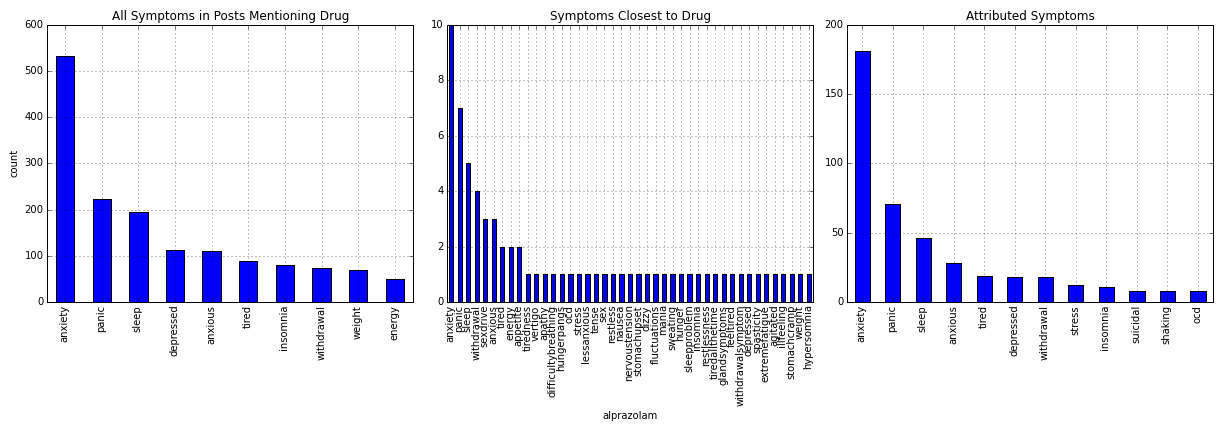 All Symptoms in Posts Mentioning Drug
600
500
400
300
200
100
0
count
anxiety
panic
sleep
depressed
anxious
tired
insomnia
withdrawal
weight
energy
Symptoms Closest to Drug
10
8
6
4
2
0
anxiety
panic
sleep
withdrawal
sexdrive
anxious
tired
energy
appetite
tiredness
vertigo
apathy
difficultybreathing
hungerpangs
ocd
stress
lessanxious
tense
sex
restless
nausea
nervoustension
stomachupset
dizzy
fluctuations
mania
sweating
hunger
sleepproblem
insomnia
restlessness
tiredallthetime
glandsymptoms
feeltired
withdrawalsymptom
depressed
spasticity
extremefatigue
agitated
illfeeling
stomachcramp
weight
hypersomnia
alprazolam
Attributed Symptoms
200
150
100
50
0
anxiety
panic
sleep
anxious
tired
depressed
withdrawal
stress
insomnia
suicidal
shaking
ocd